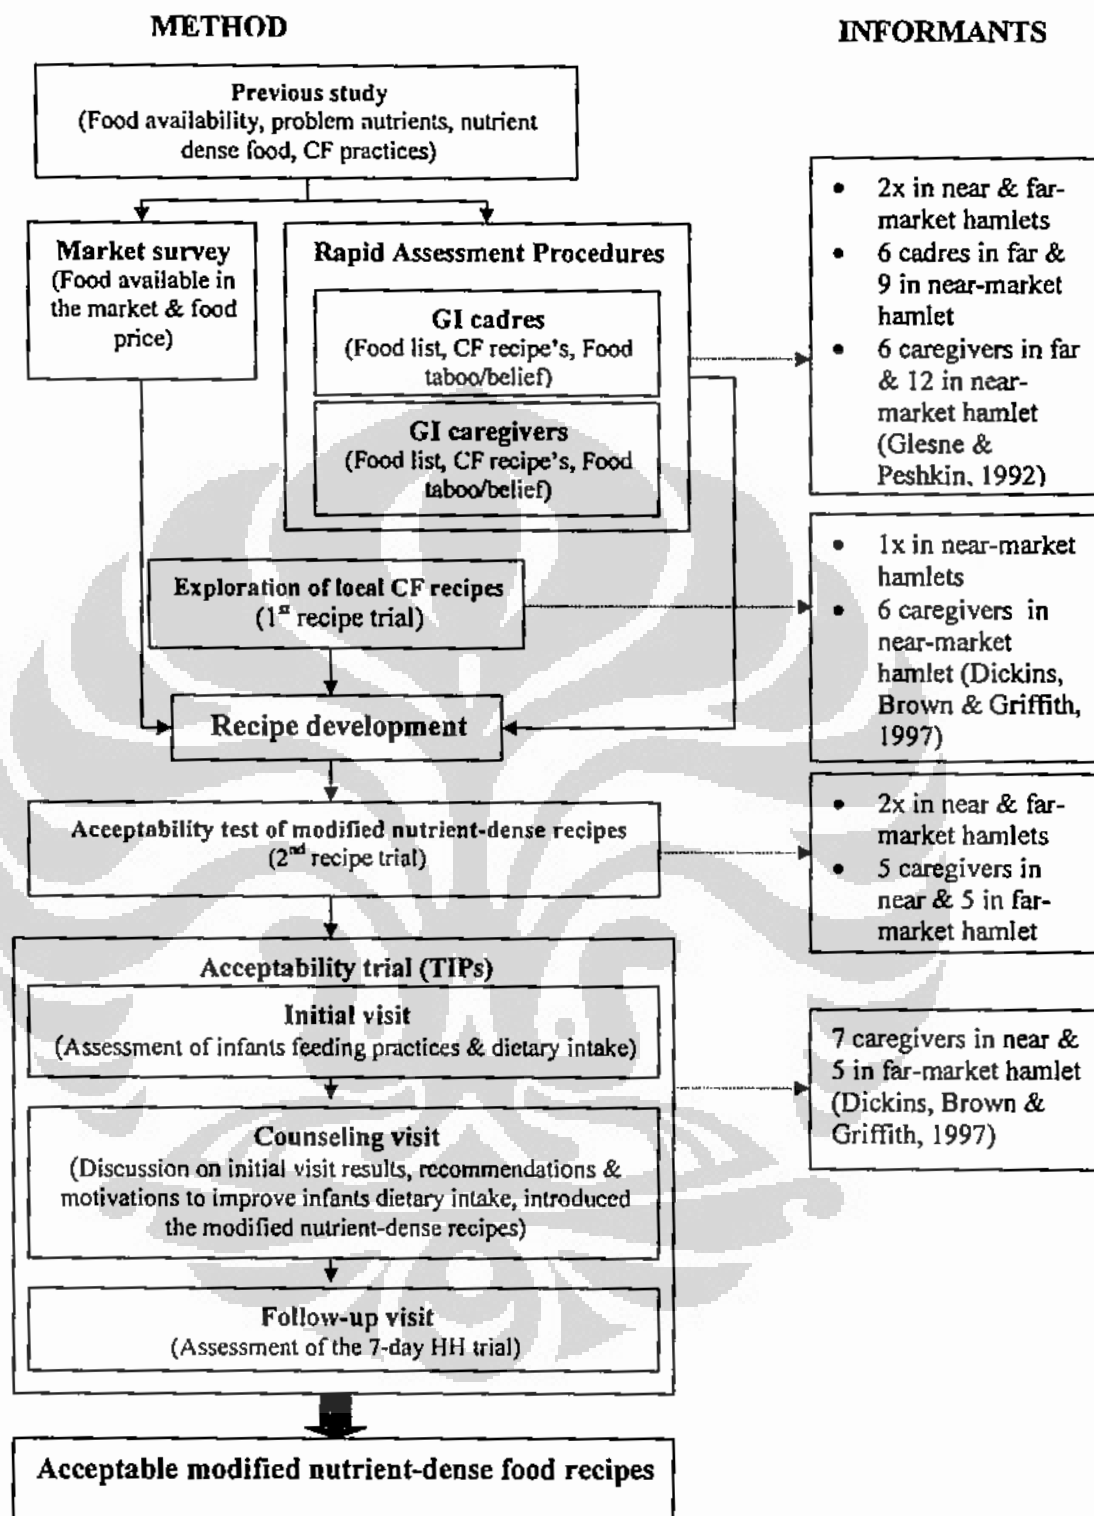 METHOD
INFORMANTS
Previous study
(Food availability, problem nutrients, nutrient
dense food, CF practices)
Market survey
(Food available in
the market & food
price)
Rapid Assessment Procedures
GI cadres
(Food list, CF recipe's, Food
taboo/belief)
GI caregivers
(Food list, CF recipe's, Food
taboo/belief)
• 2x in near & far-
market hamlets
• 6 cadres in far &
9 in near-market
hamlet
• 6 caregivers in far
& 12 in near-
market hamlet
(Glesne &
Peshkin, 1992)
Exploration of local CF recipes
(1st recipe trial)
• 1x in near-market
hamlets
• 6 caregivers in
near-market
hamlet (Dickins,
Brown & Griffith,
1997)
Recipe development
Acceptability test of modified nutrient-dense recipes
(2nd recipe trial)
• 2x in near & far-
market hamlets
• 5 caregivers in
near & 5 in far-
market hamlet
Acceptability trial (TIPs)
Initial visit
(Assessment of infants feeding practices & dietary intake)
Counseling visit
(Discussion on initial visit results, recommendations &
motivations to improve infants dietary intake, introduced
the modified nutrient-dense recipes)
Follow-up visit
(Assessment of the 7-day HH trial)
7 caregivers in near &
5 in far-market hamlet
(Dickins, Brown &
Griffith, 1997)
Acceptable modified nutrient-dense food recipes